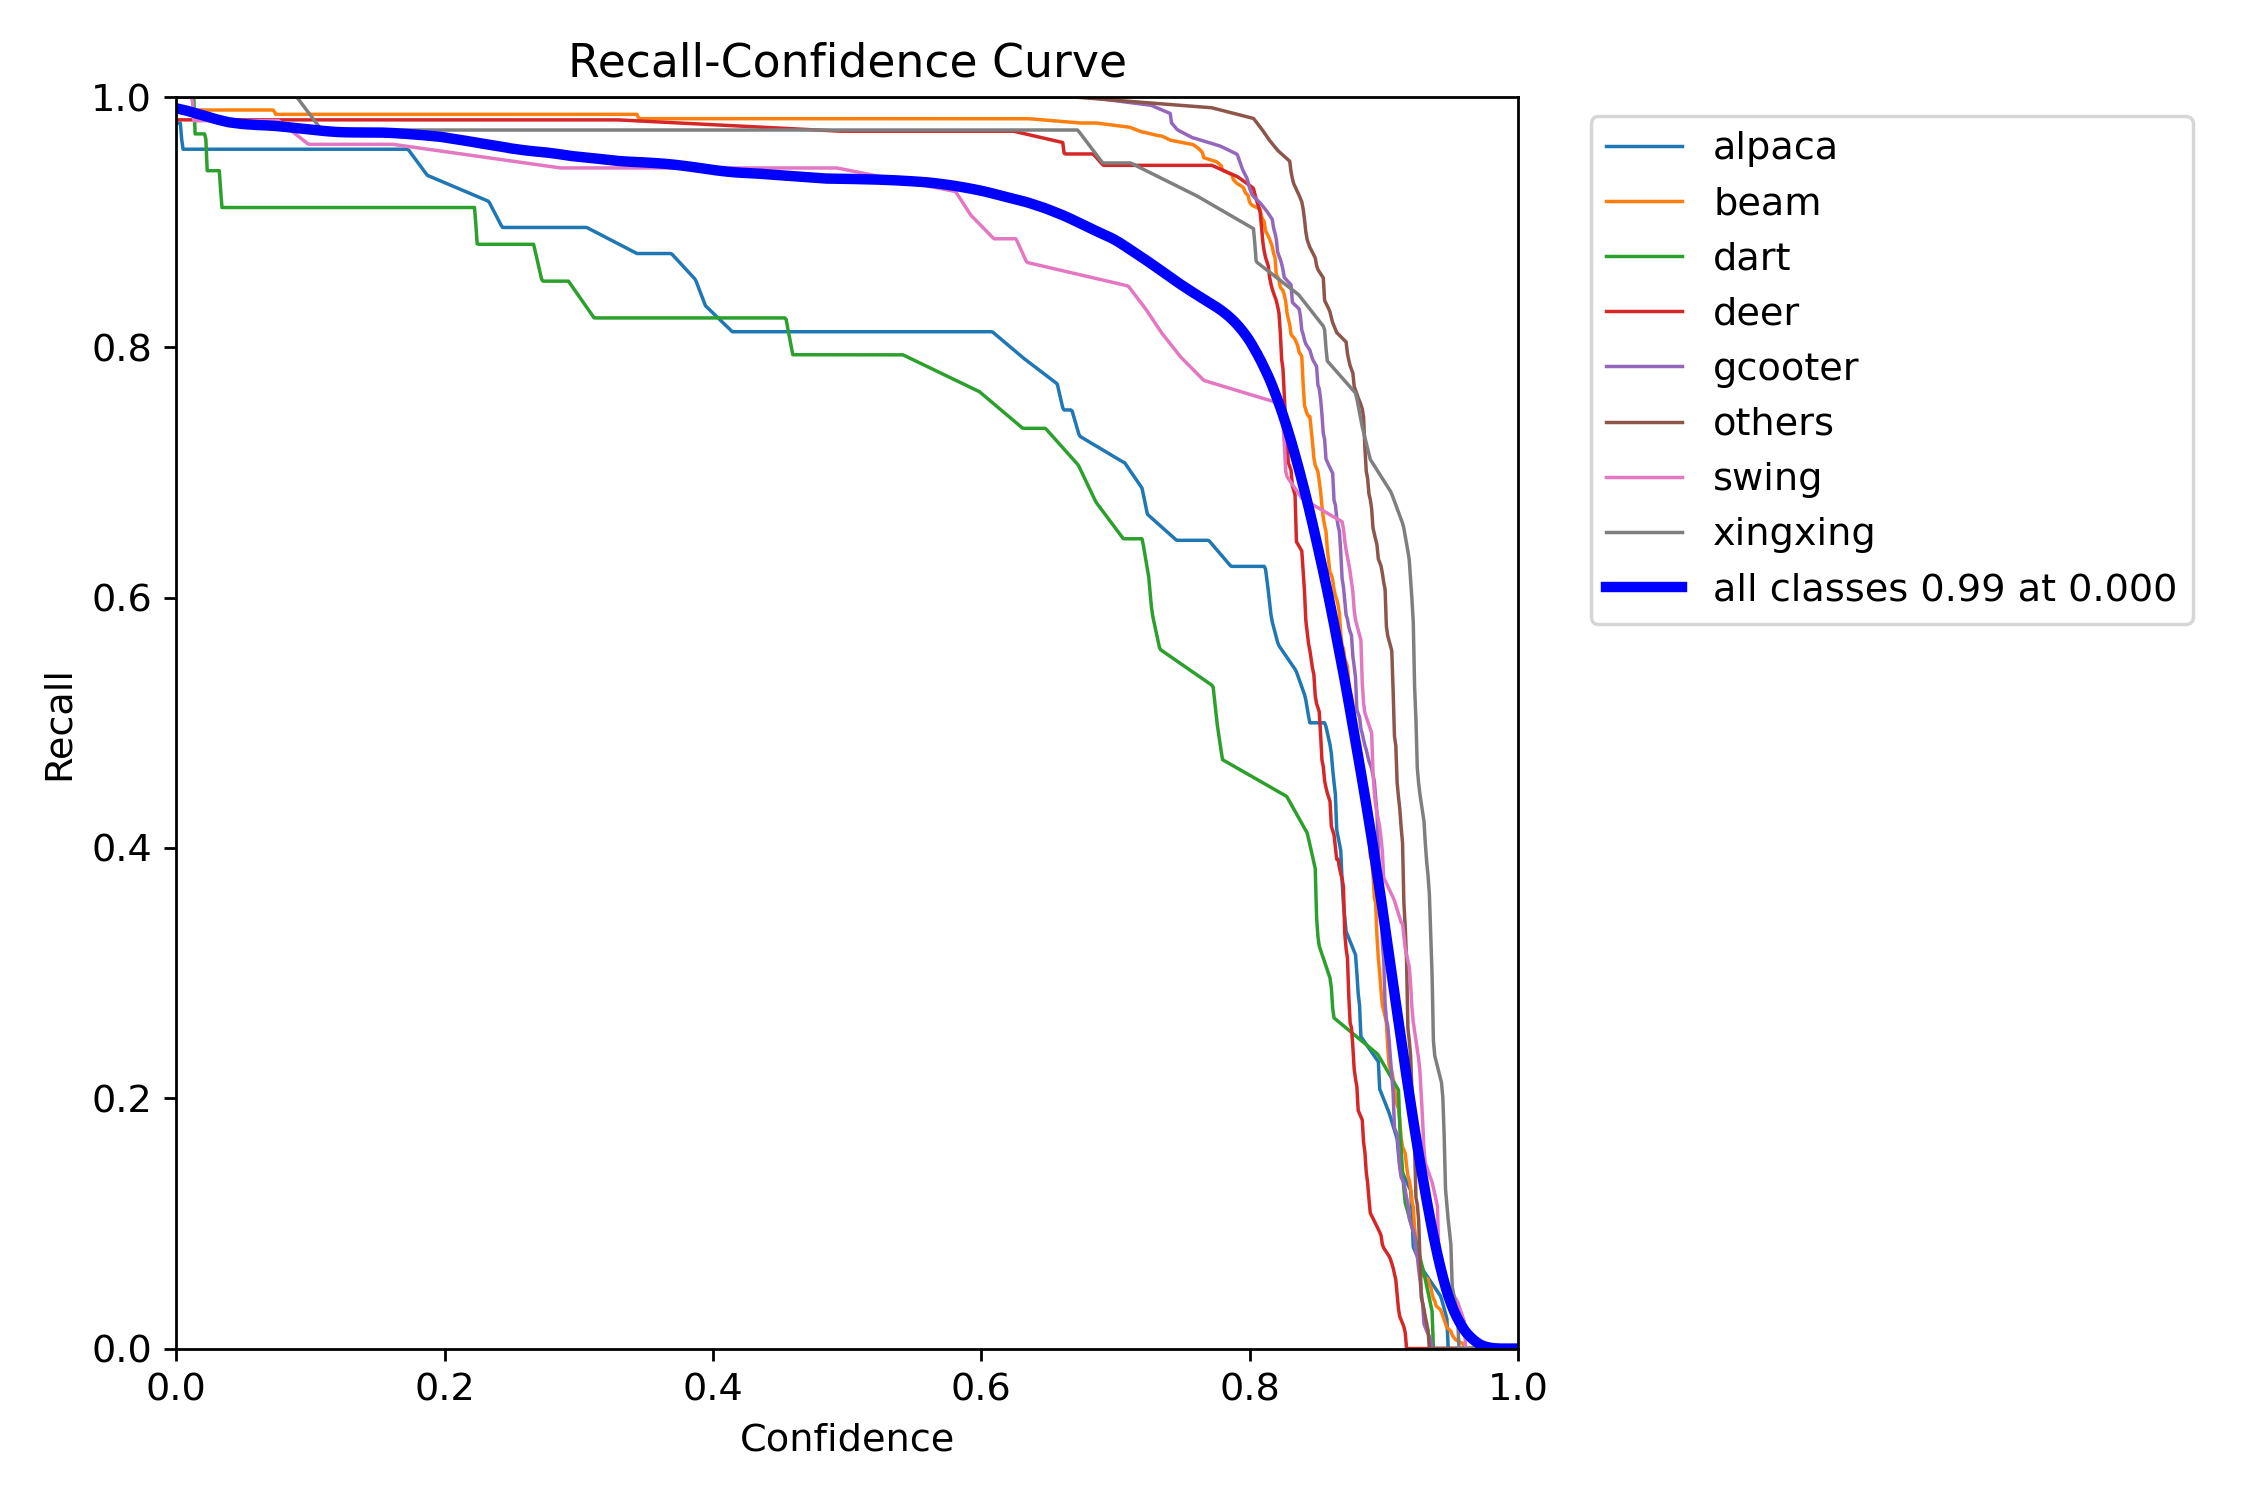 Recall-Confidence Curve
1.0
0.8
0.6
0.4
0.2
0.0
Recall
0.0 0.2 0.4 0.6 0.8 1.0
Confidence
alpaca
beam
dart
deer
gcooter
others
swing
xingxing
all classes 0.99 at 0.000